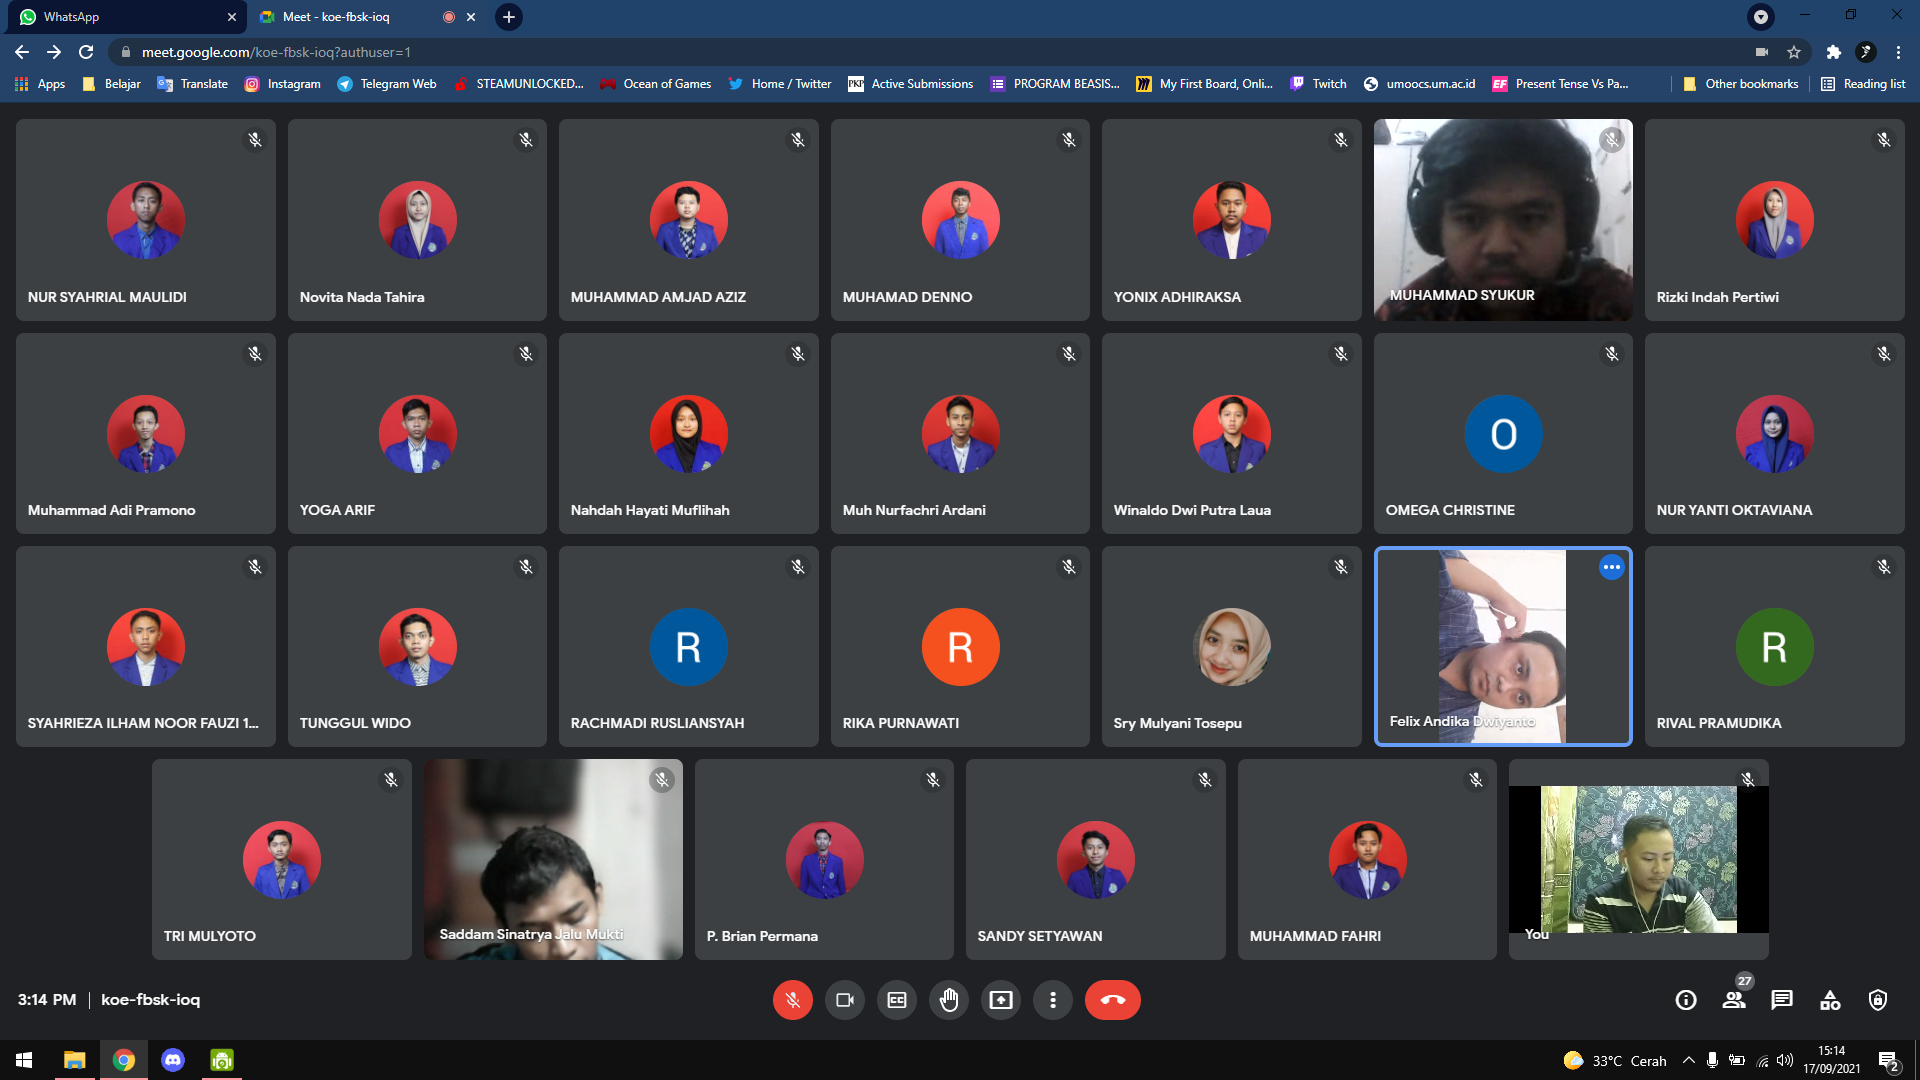 WhatsApp
Meet - koe-fbsk-ioq
meet.google.com/koe-fbsk-ioq?authuser=1
Apps
Belajar
Translate
Instagram
Telegram Web
STEAMUNLOCKED...
Ocean of Games
Home / Twitter
PKP Active Submissions
PROGRAM BEASIS...
My First Board, Onli...
Twitch
umoocs.um.ac.id
EF Present Tense Vs Pa...
Other bookmarks
Reading list
NUR SYAHRIAL MAULIDI
Novita Nada Tahira
MUHAMMAD AMJAD AZIZ
MUHAMAD DENNO
YONIX ADHIRAKSA
MUHAMMAD SYUKUR
Rizki Indah Pertiwi
Muhammad Adi Pramono
YOGA ARIF
Nahdah Hayati Muflihah
Muh Nurfachri Ardani
Winaldo Dwi Putra Laua
O
OMEGA CHRISTINE
NUR YANTI OKTAVIANA
SYAHRIEZA ILHAM NOOR FAUZI 1...
TUNGGUL WIDO
R
RACHMADI RUSLIANSYAH
R
RIKA PURNAWATI
Sry Mulyani Tosepu
Felix Andika Dwiyanto
R
RIVAL PRAMUDIKA
TRI MULYOTO
Saddam Sinatrya Jalu Mukti
P. Brian Permana
SANDY SETYAWAN
MUHAMMAD FAHRI
You
3:14 PM | koe-fbsk-ioq
CC
27
33°C Cerah
15:14
17/09/2021
2